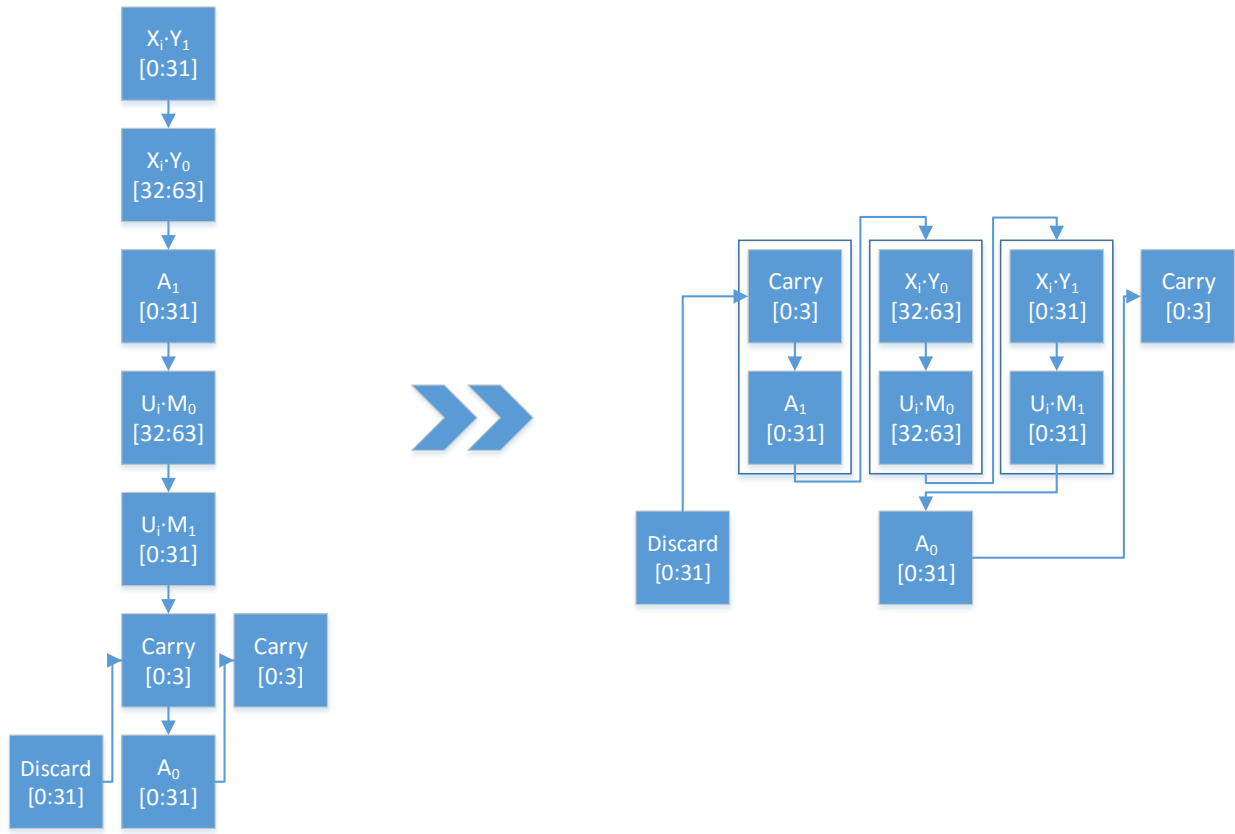 Xᵢ·Y₁
[0:31]
Xᵢ·Y₀
[32:63]
A₁
[0:31]
Uᵢ·M₀
[32:63]
Uᵢ·M₁
[0:31]
Carry
[0:3]
Carry
[0:3]
Discard
[0:31]
A₀
[0:31]
Carry
[0:3]
Xᵢ·Y₀
[32:63]
Xᵢ·Y₁
[0:31]
Carry
[0:3]
A₁
[0:31]
Uᵢ·M₀
[32:63]
Uᵢ·M₁
[0:31]
Discard
[0:31]
A₀
[0:31]